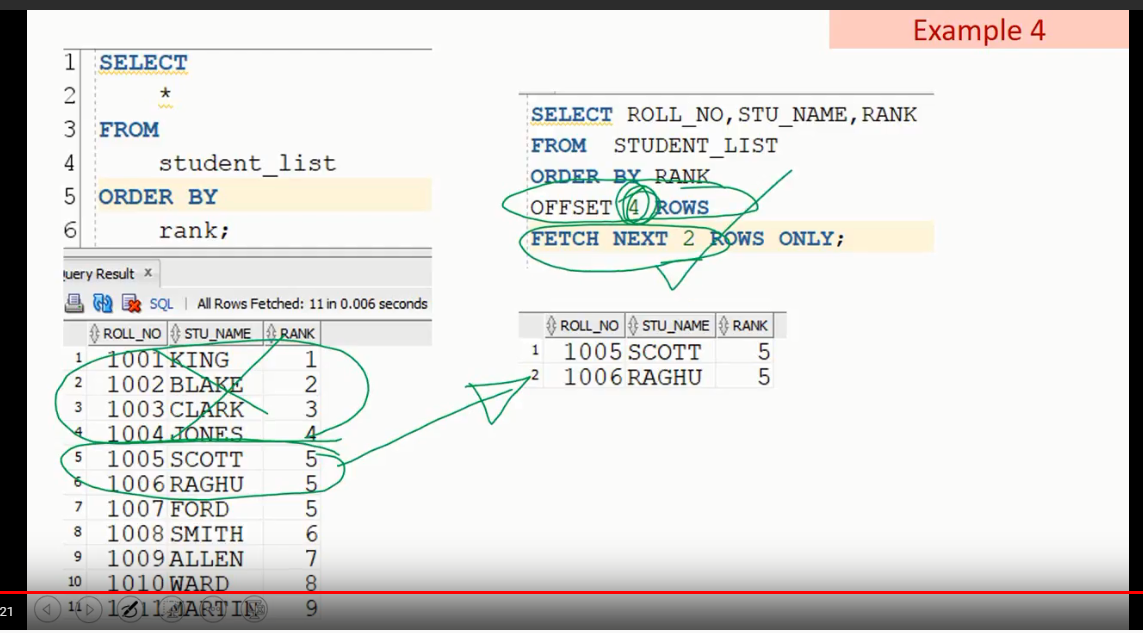 Example 4
1 SELECT
2 *
3 FROM
4 student_list
5 ORDER BY
6 rank;
SELECT ROLL_NO,STU_NAME,RANK
FROM STUDENT_LIST
ORDER BY RANK
OFFSET 4 ROWS
FETCH NEXT 2 ROWS ONLY;
uery Result x
SQL | All Rows Fetched: 11 in 0.006 seconds
ROLL_NO STU_NAME RANK
1 1001 KING 1
2 1002 BLAKE 2
3 1003 CLARK 3
4 1004 JONES 4
5 1005 SCOTT 5
6 1006 RAGHU 5
7 1007 FORD 5
8 1008 SMITH 6
9 1009 ALLEN 7
10 1010 WARD 8
11 1011 MARTIN 9
ROLL_NO STU_NAME RANK
1 1005 SCOTT 5
2 1006 RAGHU 5
21